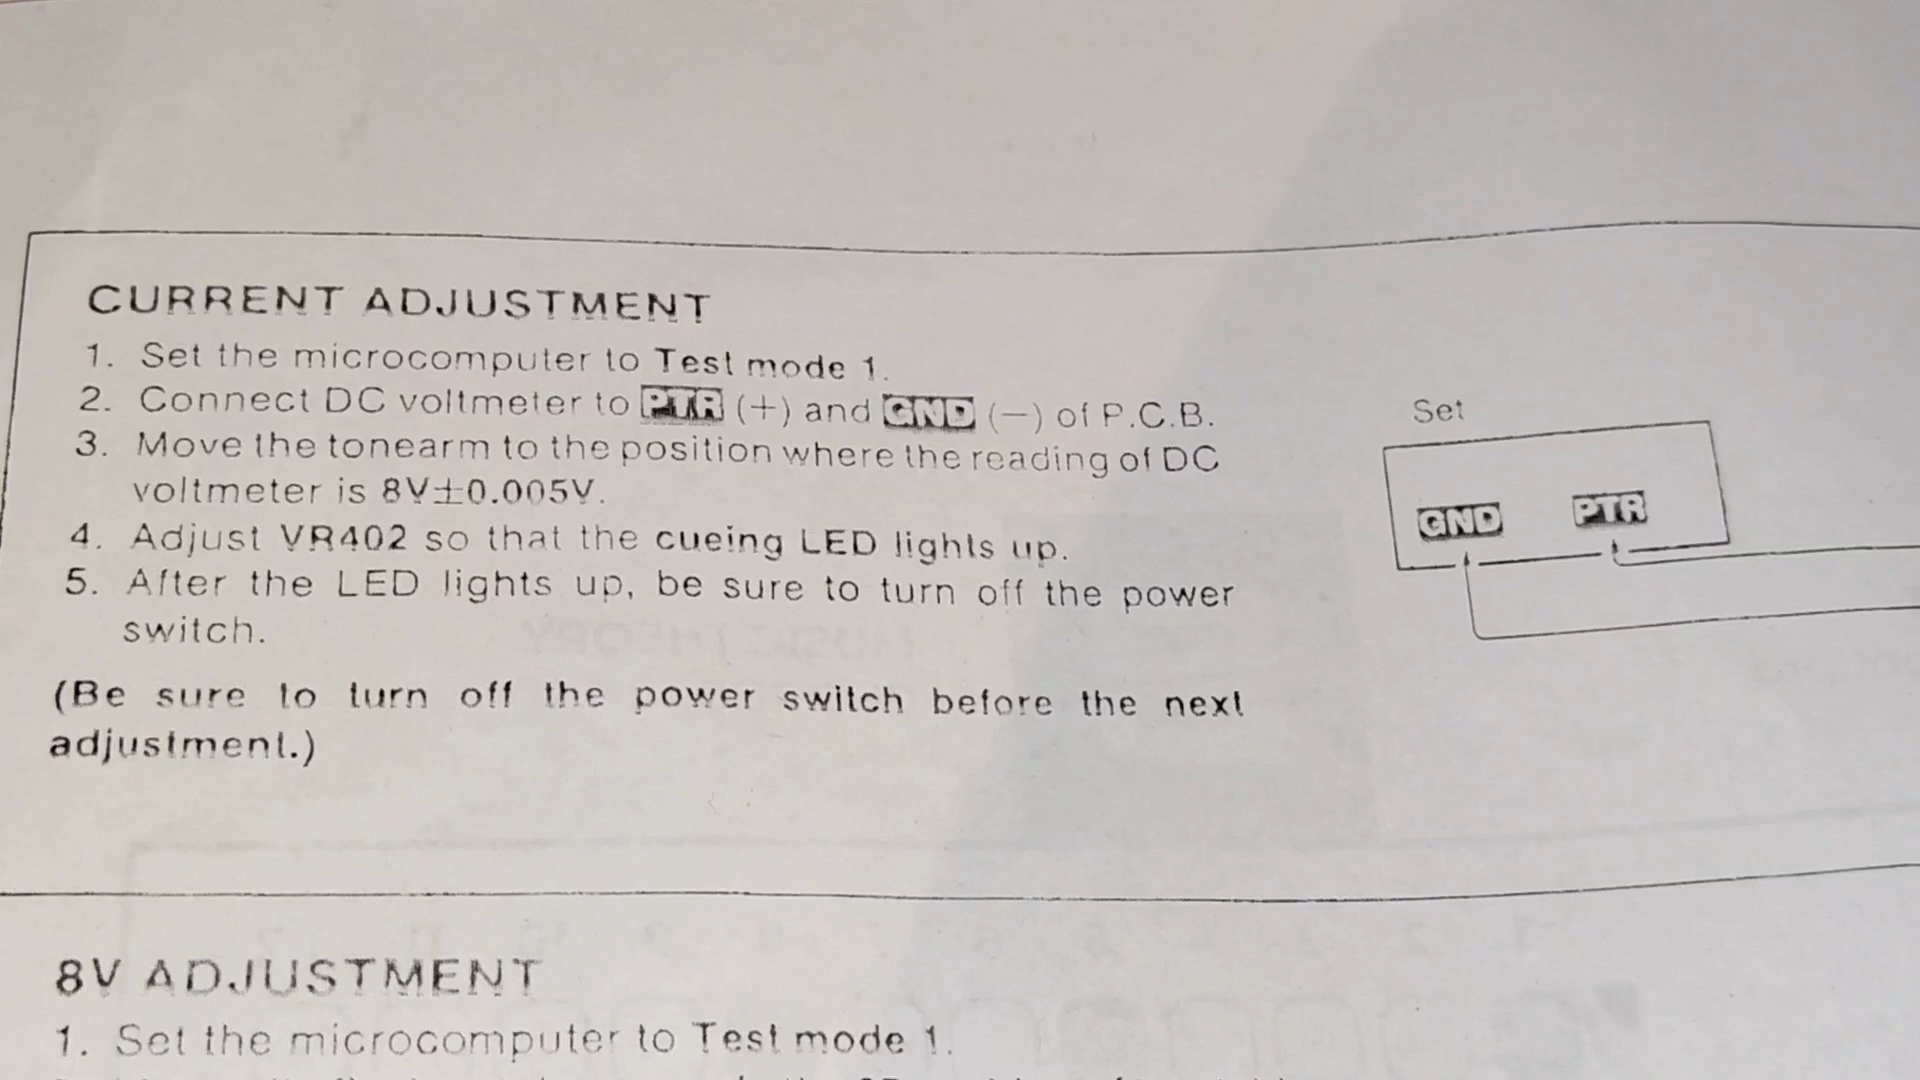 CURRENT ADJUSTMENT
1. Set the microcomputer to Test mode 1.
2. Connect DC voltmeter to PTR (+) and GND (−) of P.C.B.
3. Move the tonearm to the position where the reading of DC
voltmeter is 8V±0.005V.
4. Adjust VR402 so that the cueing LED lights up.
5. After the LED lights up, be sure to turn off the power
switch.
(Be sure to turn off the power switch before the next
adjustment.)
Set
GND PTR
8V ADJUSTMENT
1. Set the microcomputer to Test mode 1.